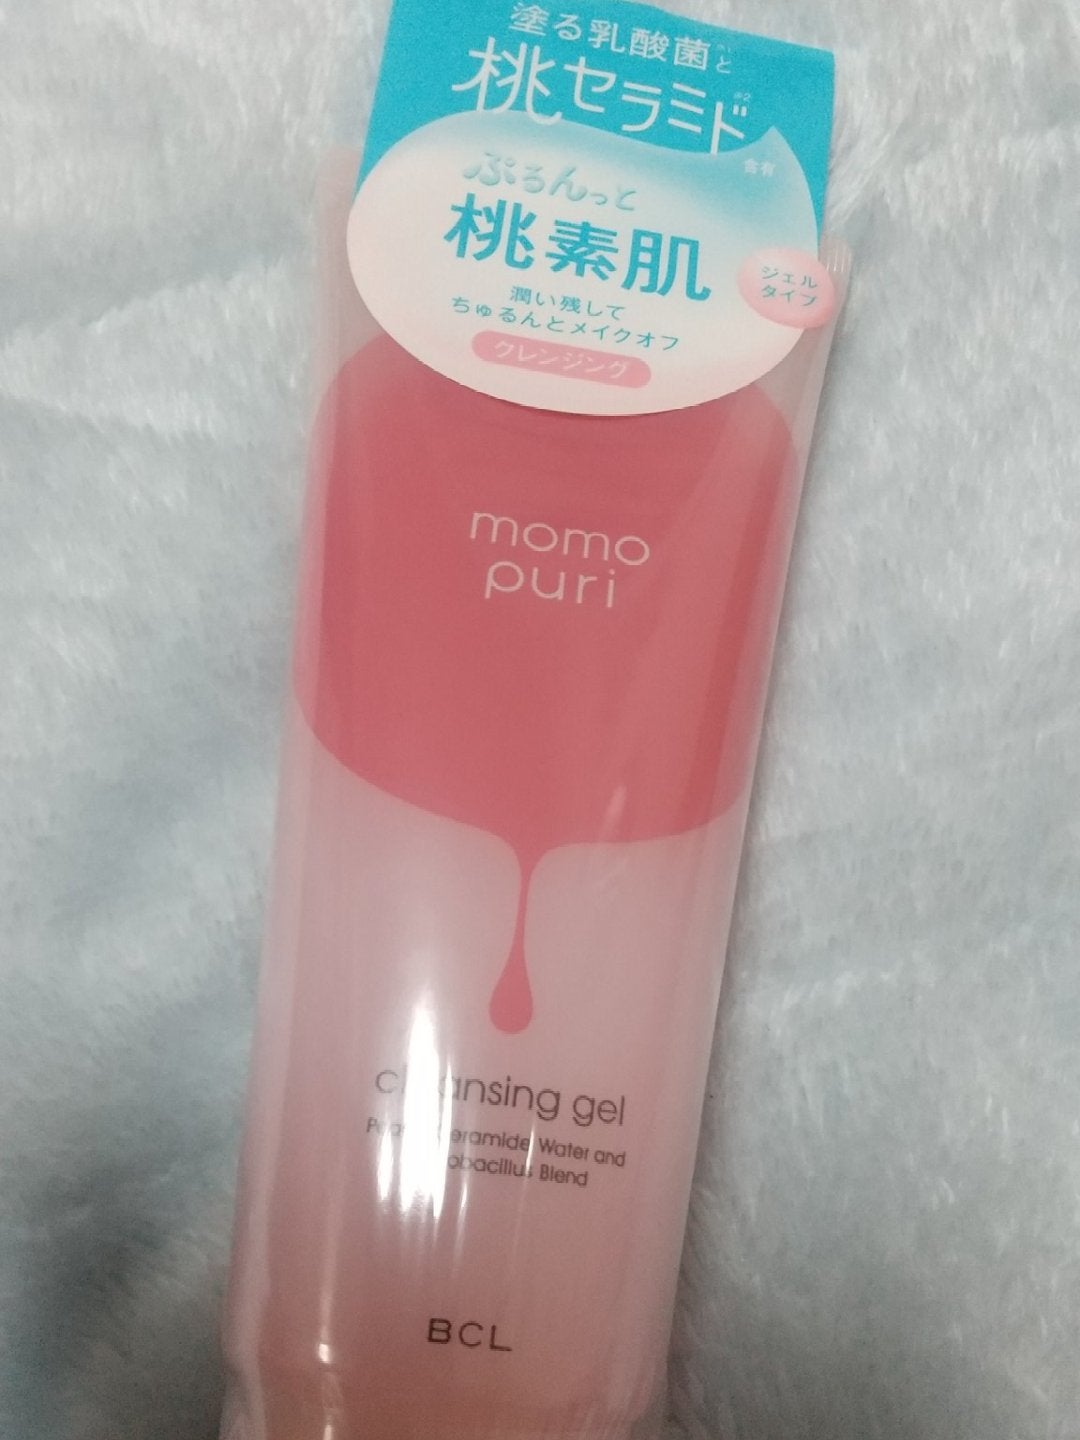 塗る乳酸菌と
桃セラミド
※2
含有
ぷるんっと
桃素肌
ジェル
タイプ
潤い残して
ちゅるんとメイクオフ
クレンジング
momo
puri
gel
Water and
Blend
BCL